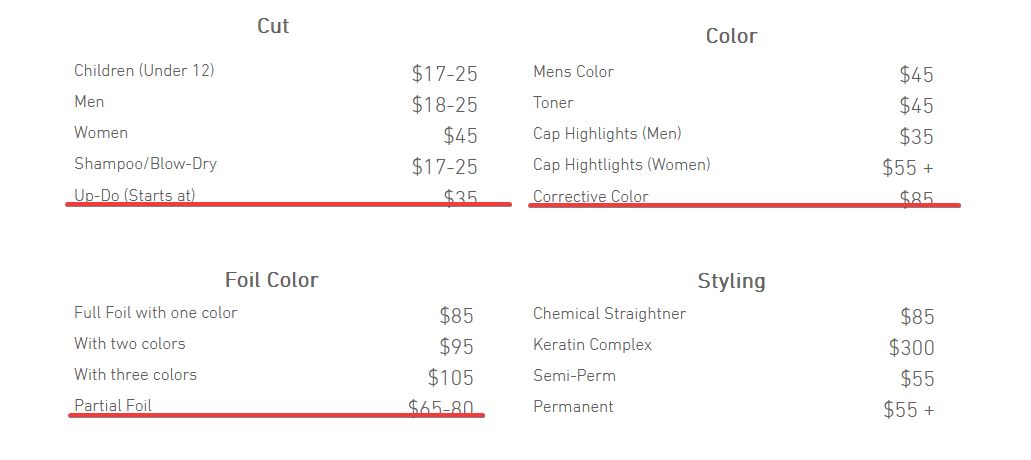 Cut
Children (Under 12) $17-25
Men $18-25
Women $45
Shampoo/Blow-Dry $17-25
Up-Do (Starts at) $35
Color
Mens Color $45
Toner $45
Cap Highlights (Men) $35
Cap Hightlights (Women) $55 +
Corrective Color $85
Foil Color
Full Foil with one color $85
With two colors $95
With three colors $105
Partial Foil $65-80
Styling
Chemical Straightner $85
Keratin Complex $300
Semi-Perm $55
Permanent $55 +